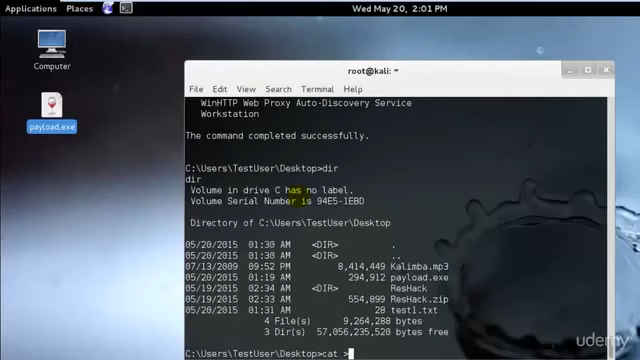 Applications Places Wed May 20, 2:01 PM
Computer
payload.exe
root@kali: ~
File Edit View Search Terminal Help
WinHTTP Web Proxy Auto-Discovery Service
Workstation
The command completed successfully.
C:\Users\TestUser\Desktop>dir
dir
Volume in drive C has no label.
Volume Serial Number is 94E5-1EBD
Directory of C:\Users\TestUser\Desktop
05/20/2015 01:30 AM <DIR> .
05/20/2015 01:30 AM <DIR> ..
07/13/2009 09:52 PM 8,414,449 Kalimba.mp3
05/20/2015 01:19 AM 294,912 payload.exe
05/19/2015 02:34 AM <DIR> ResHack
05/19/2015 02:33 AM 554,899 ResHack.zip
05/20/2015 01:31 AM 28 test1.txt
4 File(s) 9,264,288 bytes
3 Dir(s) 57,056,235,520 bytes free
C:\Users\TestUser\Desktop>cat >
udemy